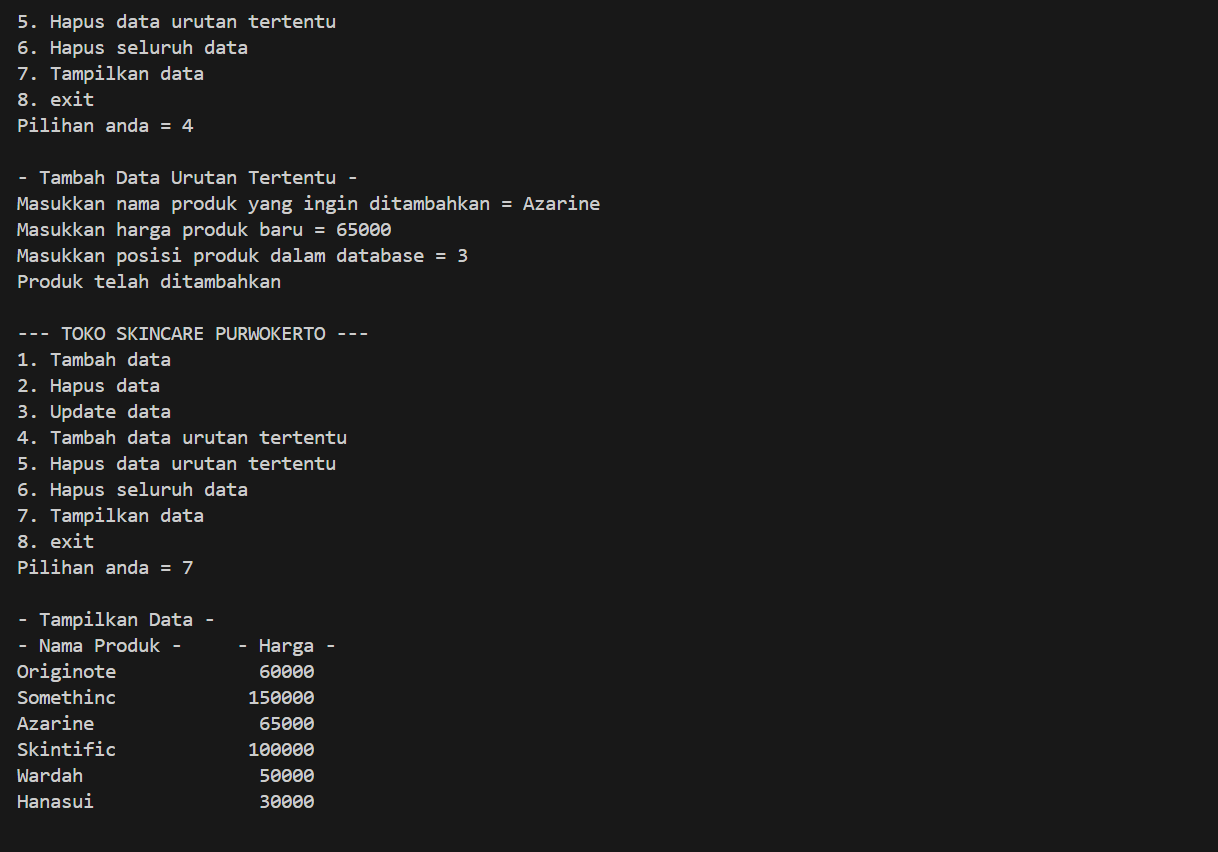 5. Hapus data urutan tertentu
6. Hapus seluruh data
7. Tampilkan data
8. exit
Pilihan anda = 4
- Tambah Data Urutan Tertentu -
Masukkan nama produk yang ingin ditambahkan = Azarine
Masukkan harga produk baru = 65000
Masukkan posisi produk dalam database = 3
Produk telah ditambahkan
--- TOKO SKINCARE PURWOKERTO ---
1. Tambah data
2. Hapus data
3. Update data
4. Tambah data urutan tertentu
5. Hapus data urutan tertentu
6. Hapus seluruh data
7. Tampilkan data
8. exit
Pilihan anda = 7
- Tampilkan Data -
- Nama Produk -     - Harga -
Originote             60000
Somethinc            150000
Azarine               65000
Skintific            100000
Wardah                50000
Hanasui               30000